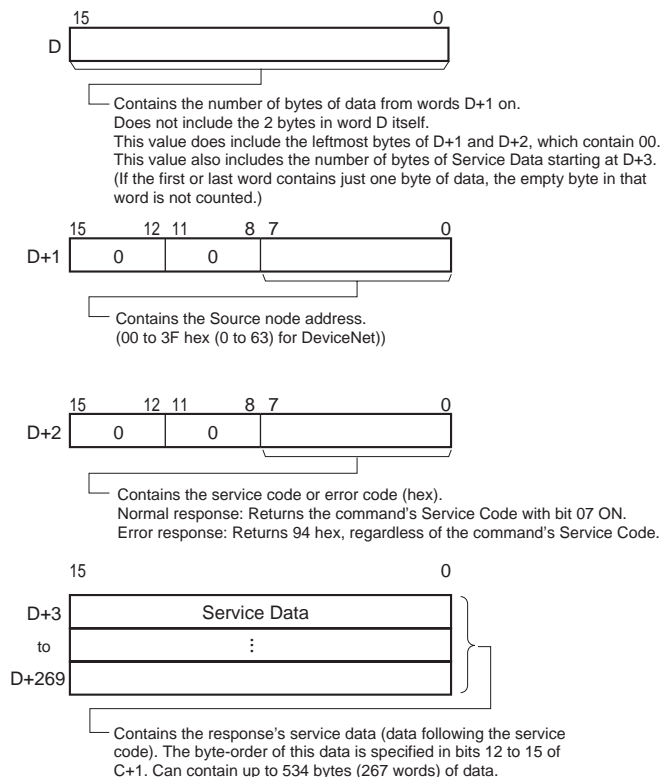 15 0
D
Contains the number of bytes of data from words D+1 on.
Does not include the 2 bytes in word D itself.
This value does include the leftmost bytes of D+1 and D+2, which contain 00.
This value also includes the number of bytes of Service Data starting at D+3.
(If the first or last word contains just one byte of data, the empty byte in that
word is not counted.)
15 12 11 8 7 0
D+1 0 0
Contains the Source node address.
(00 to 3F hex (0 to 63) for DeviceNet))
15 12 11 8 7 0
D+2 0 0
Contains the service code or error code (hex).
Normal response: Returns the command's Service Code with bit 07 ON.
Error response: Returns 94 hex, regardless of the command's Service Code.
15 0
D+3 Service Data
to ⋮
D+269
Contains the response's service data (data following the service
code). The byte-order of this data is specified in bits 12 to 15 of
C+1. Can contain up to 534 bytes (267 words) of data.